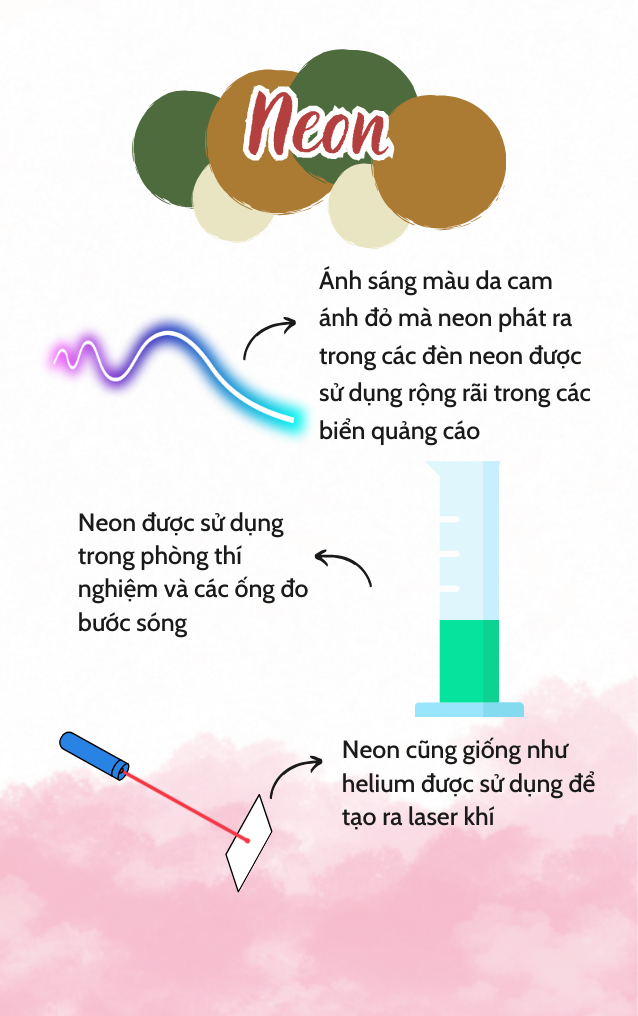 Neon
Ánh sáng màu da cam
ánh đỏ mà neon phát ra
trong các đèn neon được
sử dụng rộng rãi trong các
biển quảng cáo
Neon được sử dụng
trong phòng thí
nghiệm và các ống đo
bước sóng
Neon cũng giống như
helium được sử dụng để
tạo ra laser khí